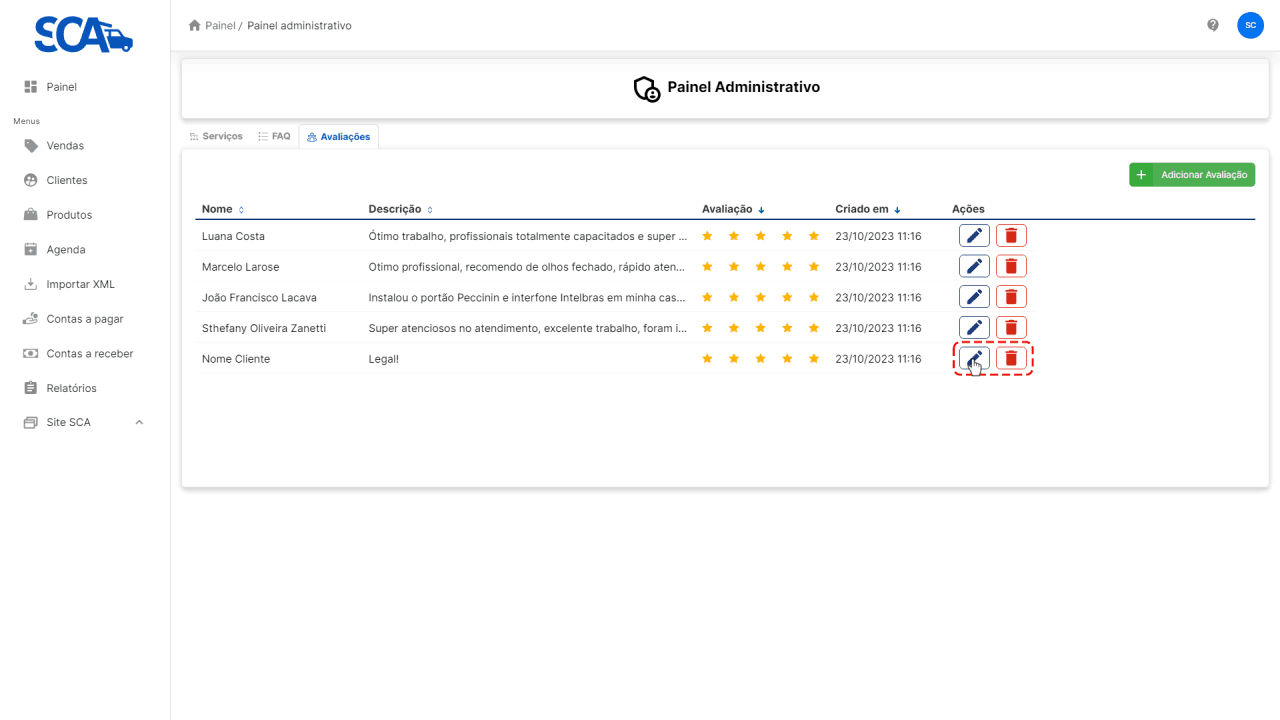 SCA
Painel / Painel administrativo
SC
Painel
Painel Administrativo
Menus
Serviços FAQ Avaliações
Vendas
Clientes
Produtos
Agenda
Importar XML
Contas a pagar
Contas a receber
Relatórios
Site SCA
Adicionar Avaliação
Nome Descrição Avaliação Criado em Ações
Luana Costa Ótimo trabalho, profissionais totalmente capacitados e super ... 23/10/2023 11:16
Marcelo Larose Otimo profissional, recomendo de olhos fechado, rápido aten... 23/10/2023 11:16
João Francisco Lacava Instalou o portão Peccinin e interfone Intelbras em minha cas... 23/10/2023 11:16
Sthefany Oliveira Zanetti Super atenciosos no atendimento, excelente trabalho, foram i... 23/10/2023 11:16
Nome Cliente Legal! 23/10/2023 11:16